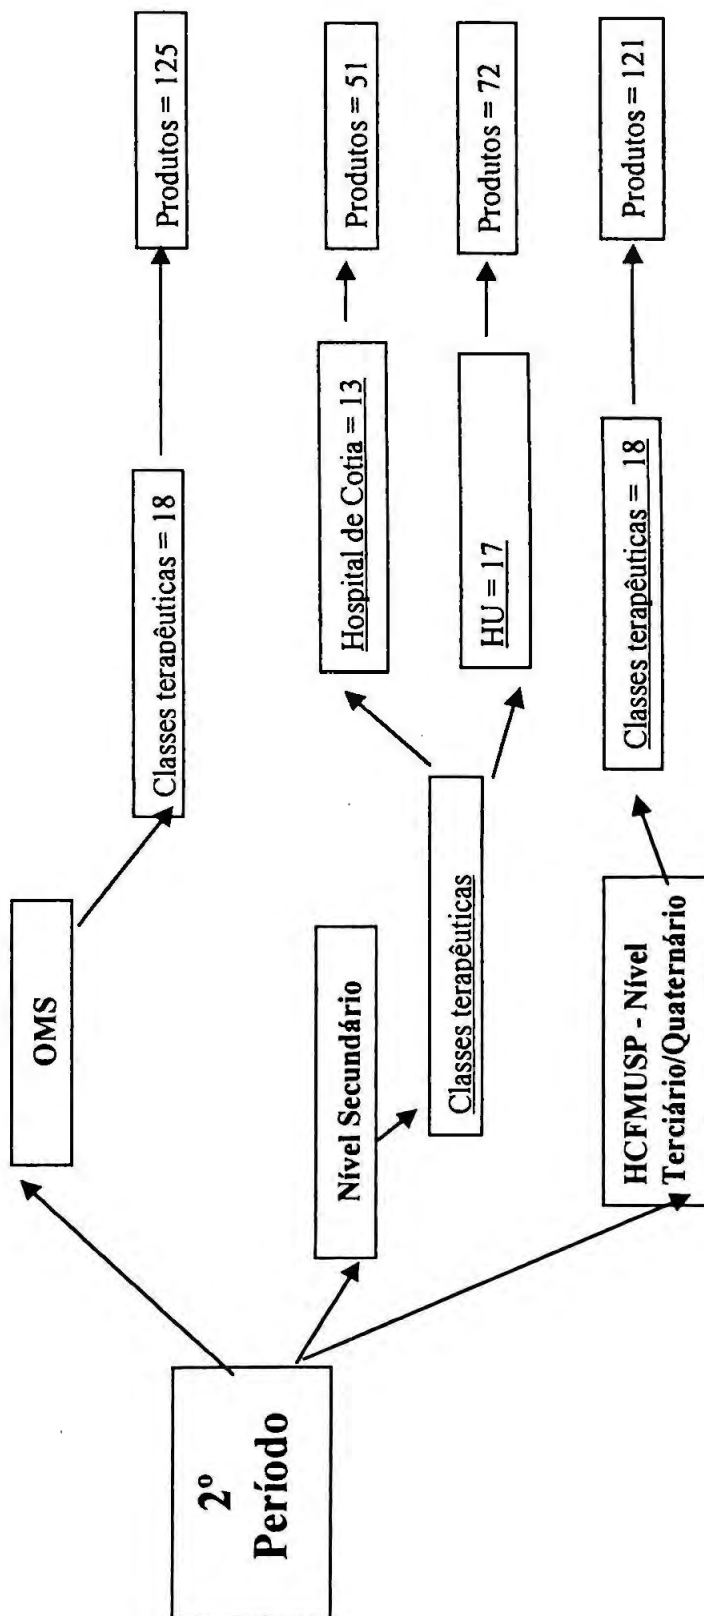 2º
Período
OMS
Classes terapêuticas = 18
Produtos = 125
Nível Secundário
Classes terapêuticas
Hospital de Cotia = 13
Produtos = 51
HU = 17
Produtos = 72
HCFMUSP - Nível
Terciário/Quaternário
Classes terapêuticas = 18
Produtos = 121